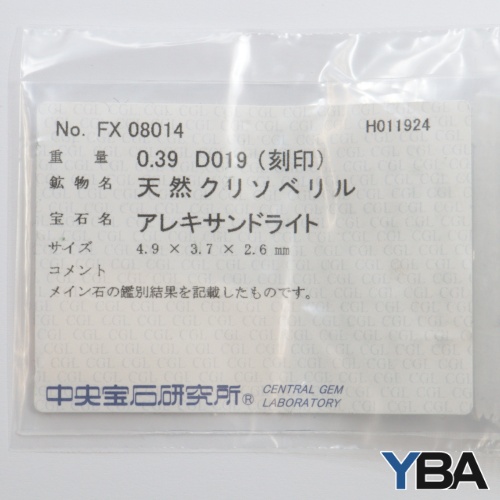 No. FX 08014 H011924
重量 0.39 D019 (刻印)
鉱物名 天然クリソベリル
宝石名 アレキサンドライト
サイズ 4.9 × 3.7 × 2.6 mm
コメント
メイン石の鑑別結果を記載したものです。
中央宝石研究所® CENTRAL GEM
LABORATORY
YBA